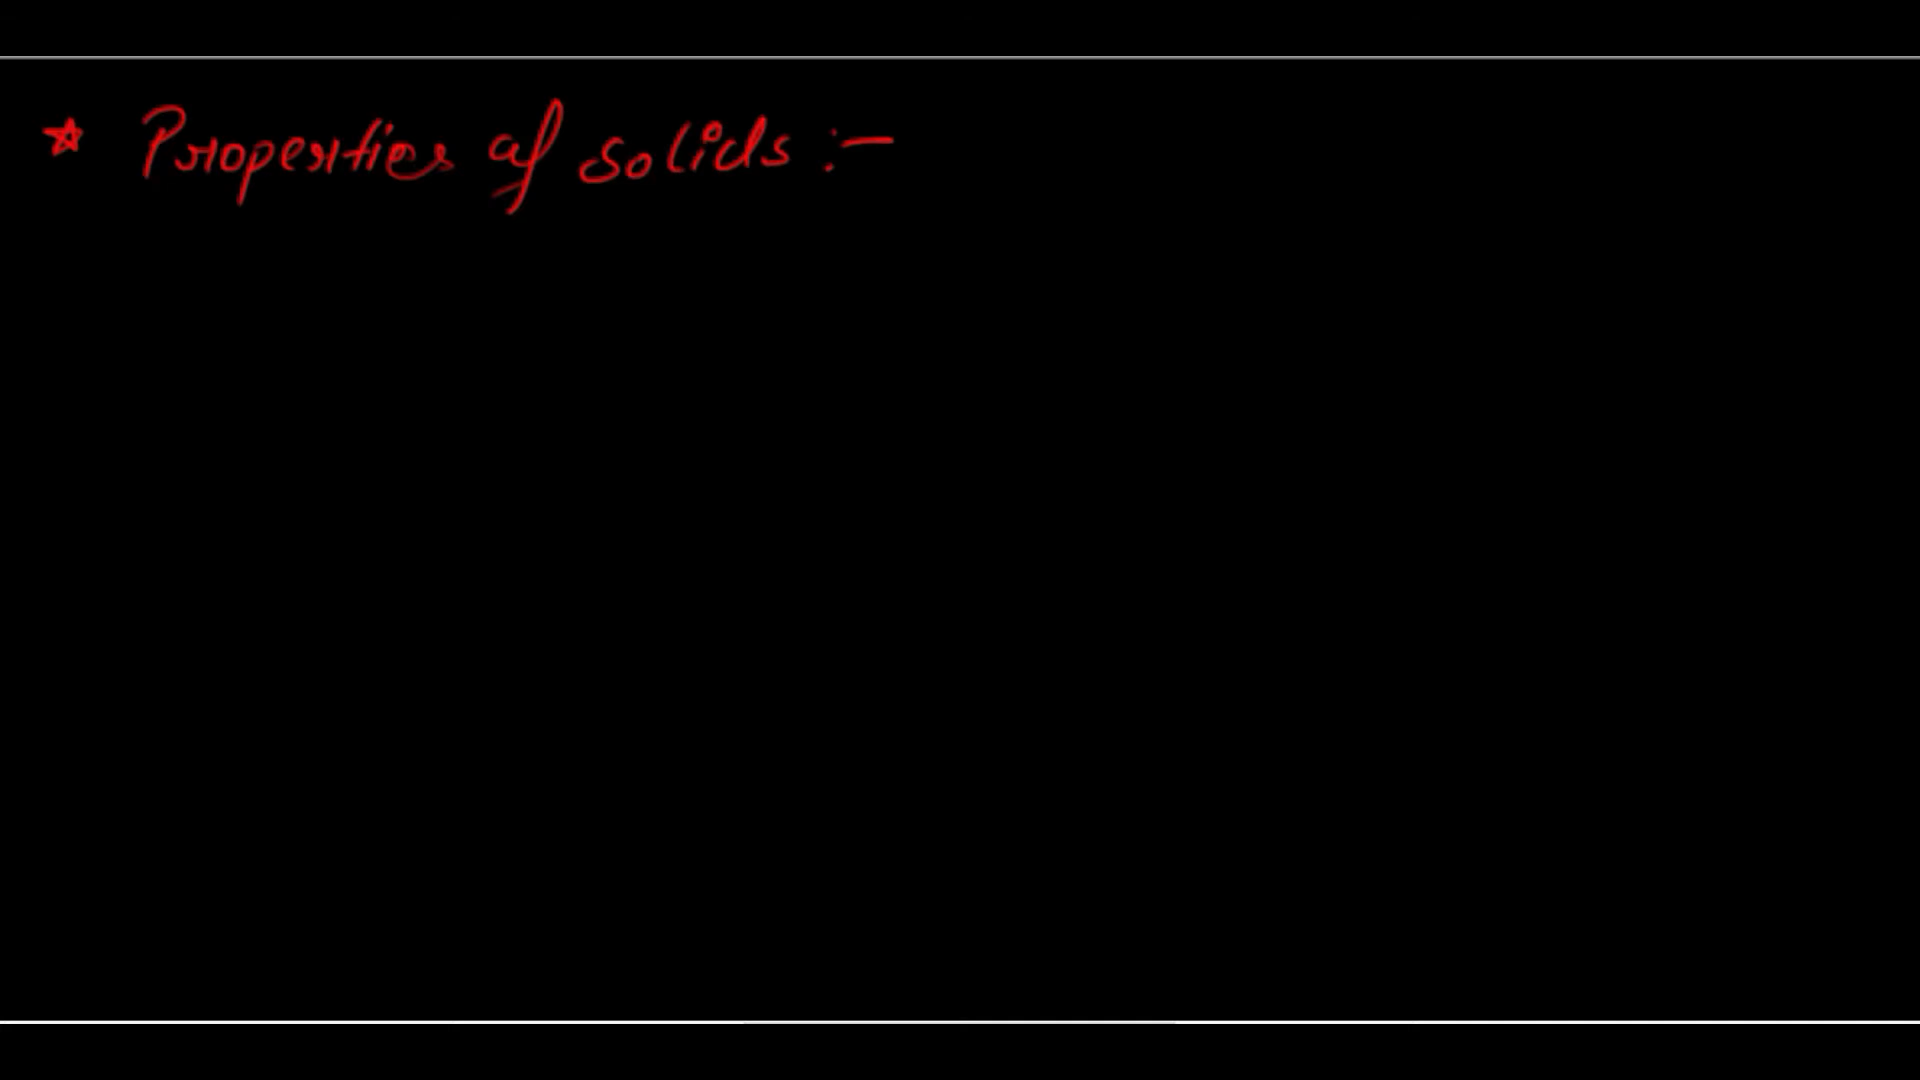 * Properties of solids :-